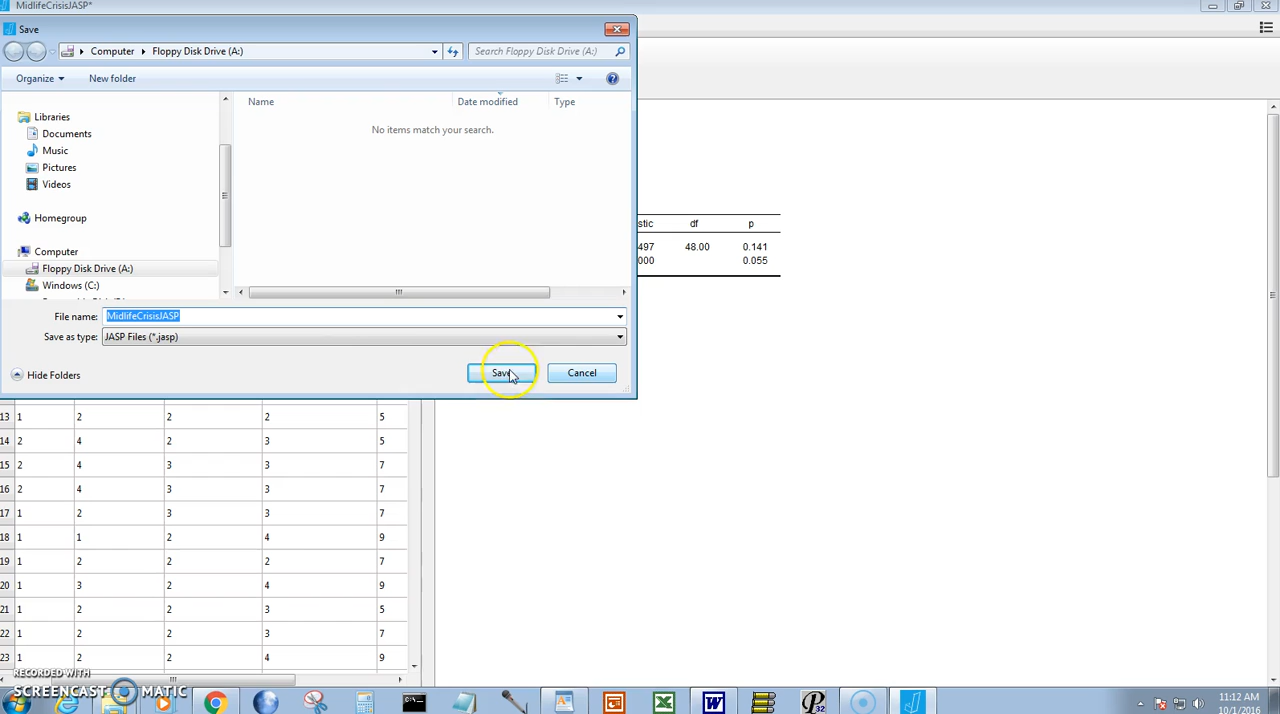 MidlifeCrisisJASP*
Save
Computer Floppy Disk Drive (A:) Search Floppy Disk Drive (A:)
Organize New folder
Name Date modified Type
No items match your search.
Libraries
Documents
Music
Pictures
Videos
Homegroup
Computer
Floppy Disk Drive (A:)
Windows (C:)
File name: MidlifeCrisisJASP
Save as type: JASP Files (*.jasp)
Hide Folders Save Cancel
stic df p
497 48.00 0.141
000 0.055
13 1 2 2 2 5
14 2 4 2 3 5
15 2 4 3 3 7
16 2 4 3 3 7
17 1 2 3 3 7
18 1 1 2 4 9
19 1 2 2 2 7
20 1 3 2 4 9
21 1 2 2 3 5
22 1 2 2 3 7
23 1 2 2 4 9
RECORDED WITH
SCREENCAST MATIC
11:12 AM
10/1/2016